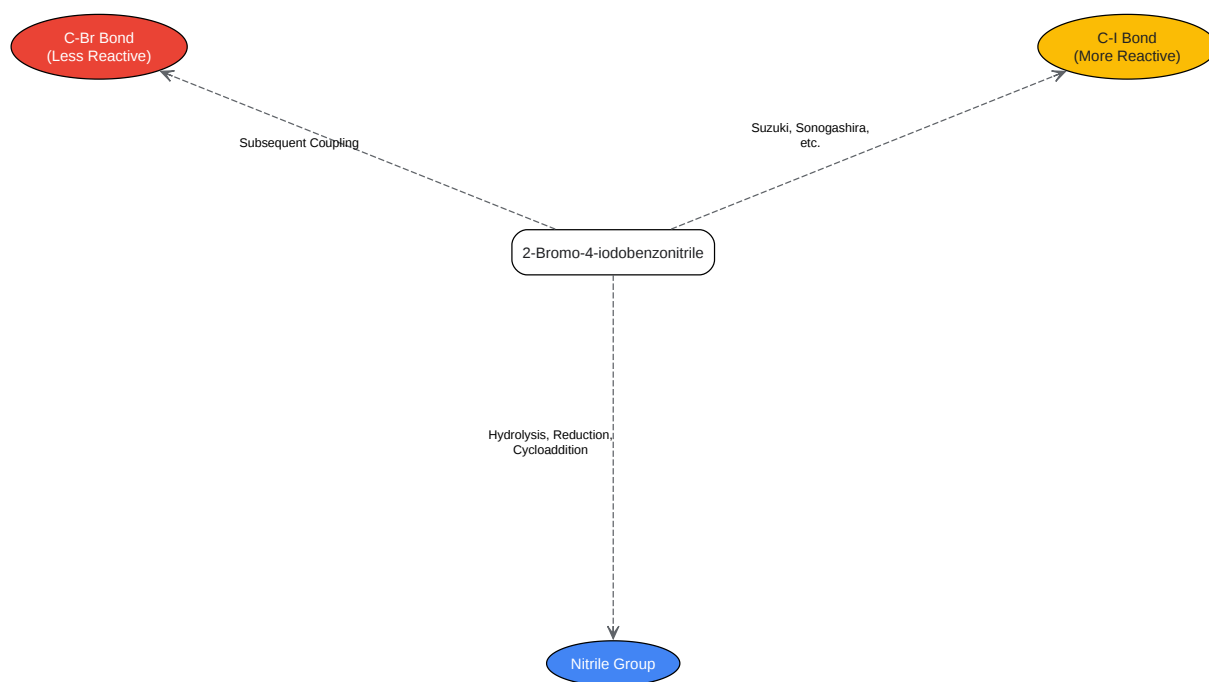 C-Br Bond
(Less Reactive)
C-I Bond
(More Reactive)
Subsequent Coupling
Suzuki, Sonogashira,
etc.
2-Bromo-4-iodobenzonitrile
Hydrolysis, Reduction,
Cycloaddition
Nitrile Group